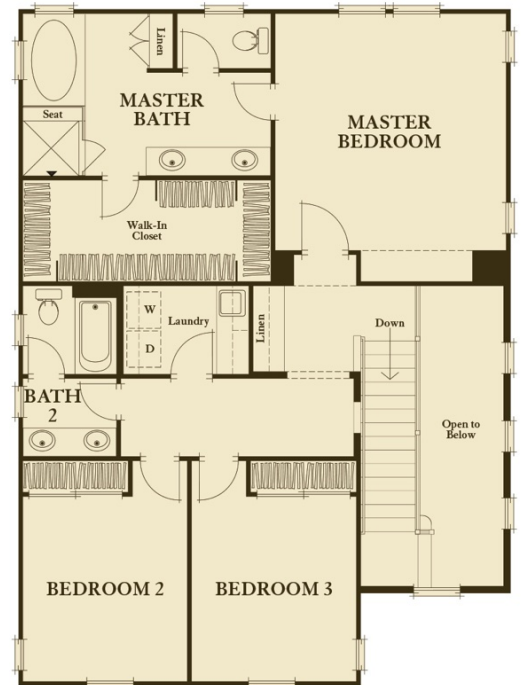 Linen
MASTER
BATH
Seat
MASTER
BEDROOM
Walk-In
Closet
W
D
Laundry
Linen
Down
BATH
2
Open to
Below
BEDROOM 2
BEDROOM 3